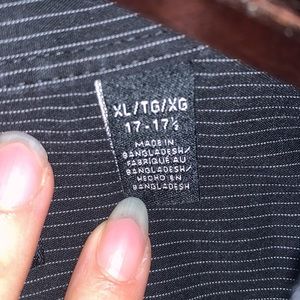 XL/TG/XG
17-17½
MADE IN
BANGLADESH/
FABRIQUÉ AU
BANGLADESH/
HECHO EN
BANGLADESH